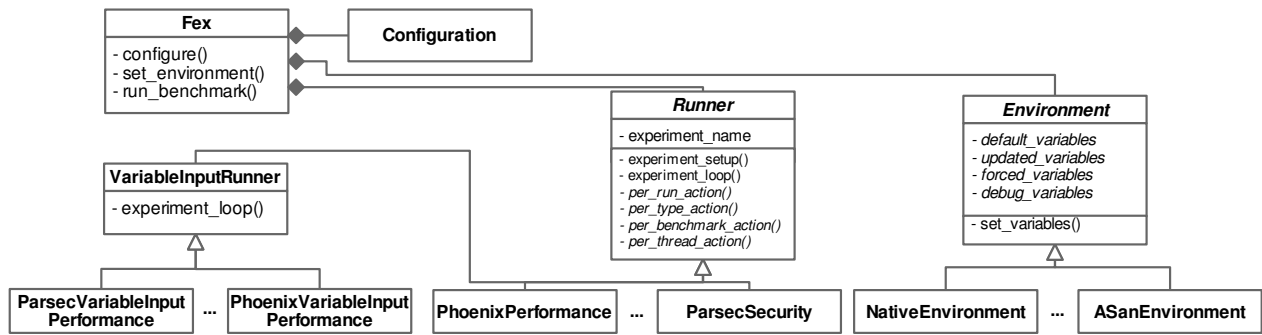 Fex
- configure()
- set_environment()
- run_benchmark()
Configuration
Runner
- experiment_name
- experiment_setup()
- experiment_loop()
- per_run_action()
- per_type_action()
- per_benchmark_action()
- per_thread_action()
Environment
- default_variables
- updated_variables
- forced_variables
- debug_variables
- set_variables()
VariableInputRunner
- experiment_loop()
ParsecVariableInput
Performance
...
PhoenixVariableInput
Performance
PhoenixPerformance
...
ParsecSecurity
NativeEnvironment
...
ASanEnvironment